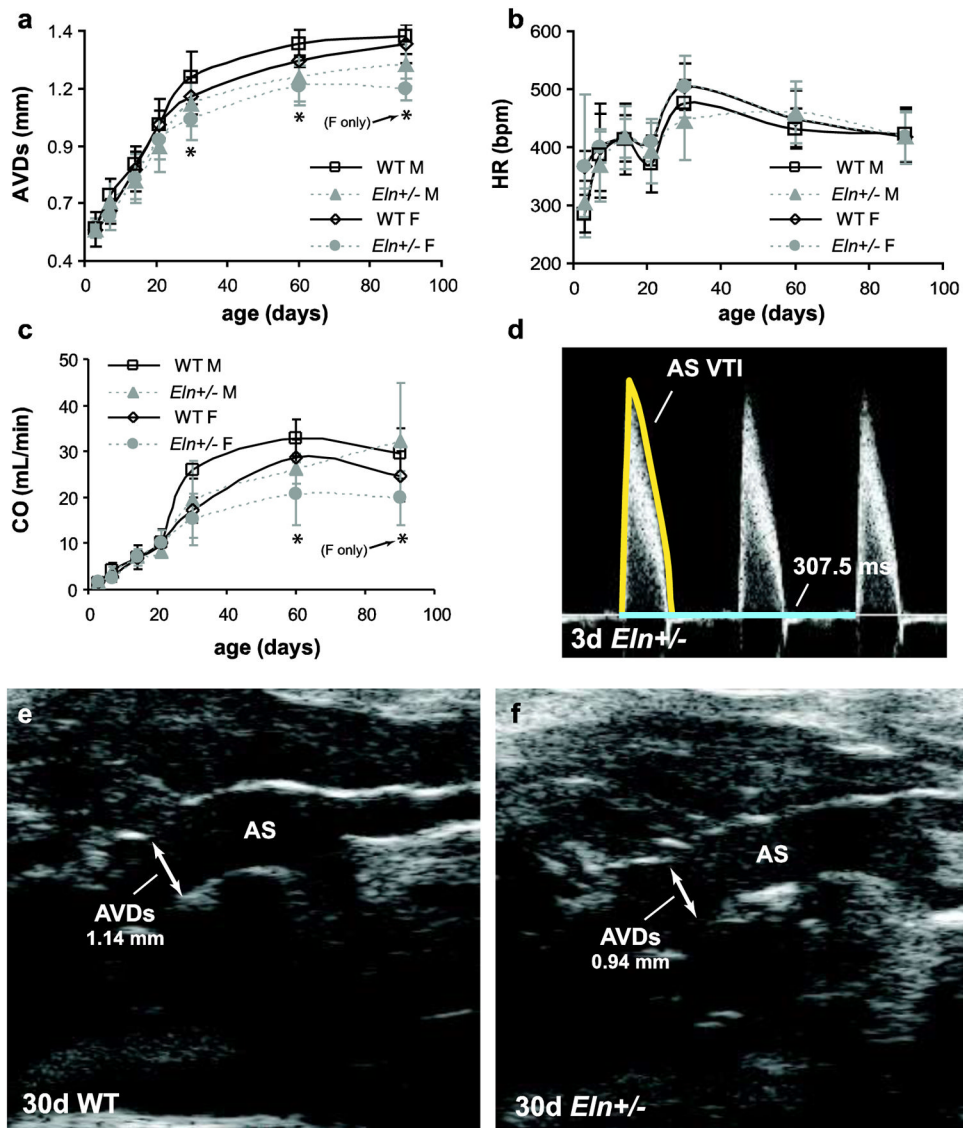 a
1.4
1.2
0.9
0.7
0.4
AVDs (mm)
(F only)
*
*
*
WT M
Eln+/- M
WT F
Eln+/- F
0
20
40
60
80
100
age (days)
b
600
500
400
300
200
HR (bpm)
WT M
Eln+/- M
WT F
Eln+/- F
0
20
40
60
80
100
age (days)
c
WT M
Eln+/- M
WT F
Eln+/- F
50
40
30
20
10
0
CO (mL/min)
*
(F only)
*
0
20
40
60
80
100
age (days)
d
AS VTI
307.5 ms
3d Eln+/-
e
AS
AVDs
1.14 mm
30d WT
f
AS
AVDs
0.94 mm
30d Eln+/-